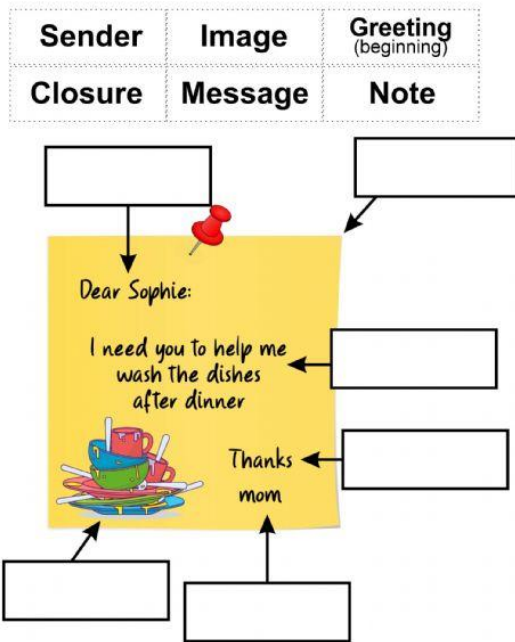 Sender Image Greeting
(beginning)
Closure Message Note
Dear Sophie:
I need you to help me
wash the dishes
after dinner
Thanks
mom